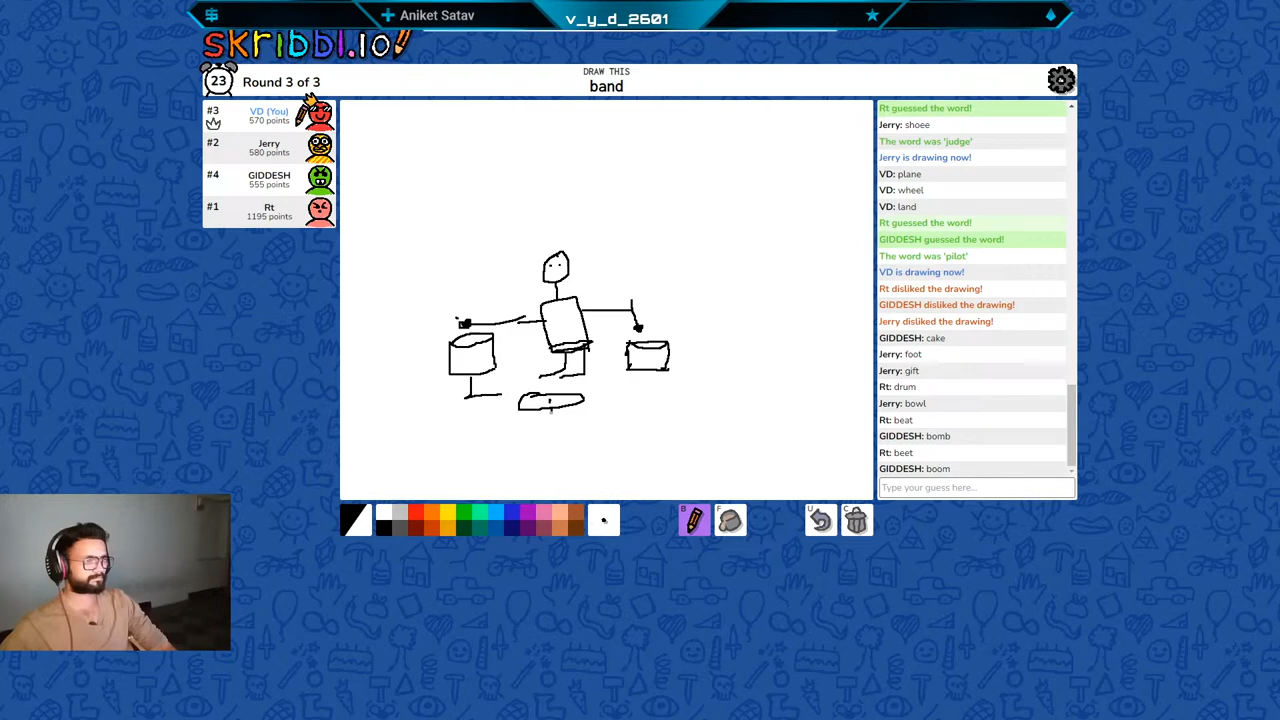 Aniket Satav
v_y_d_2601
skribbl.io
23
Round 3 of 3
DRAW THIS
band
#3
VD (You)
570 points
#2
Jerry
580 points
#4
GIDDESH
555 points
#1
Rt
1195 points
Rt guessed the word!
Jerry: shoee
The word was 'judge'
Jerry is drawing now!
VD: plane
VD: wheel
VD: land
Rt guessed the word!
GIDDESH guessed the word!
The word was 'pilot'
VD is drawing now!
Rt disliked the drawing!
GIDDESH disliked the drawing!
Jerry disliked the drawing!
GIDDESH: cake
Jerry: foot
Jerry: gift
Rt: drum
Jerry: bowl
Rt: beat
GIDDESH: bomb
Rt: beet
GIDDESH: boom
Type your guess here...
B
F
U
C